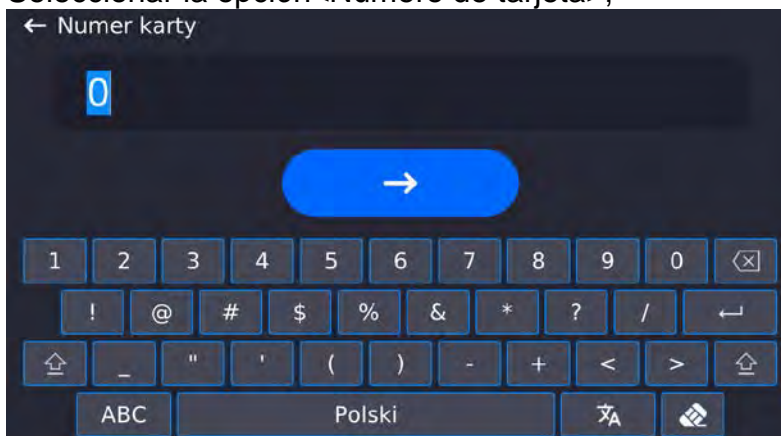 Seleccionar la opción <Número de tarjeta>,
← Numer karty
0
→
1 2 3 4 5 6 7 8 9 0
! @ # $ % & * ? /
_ " ' ( ) - + < >
ABC Polski